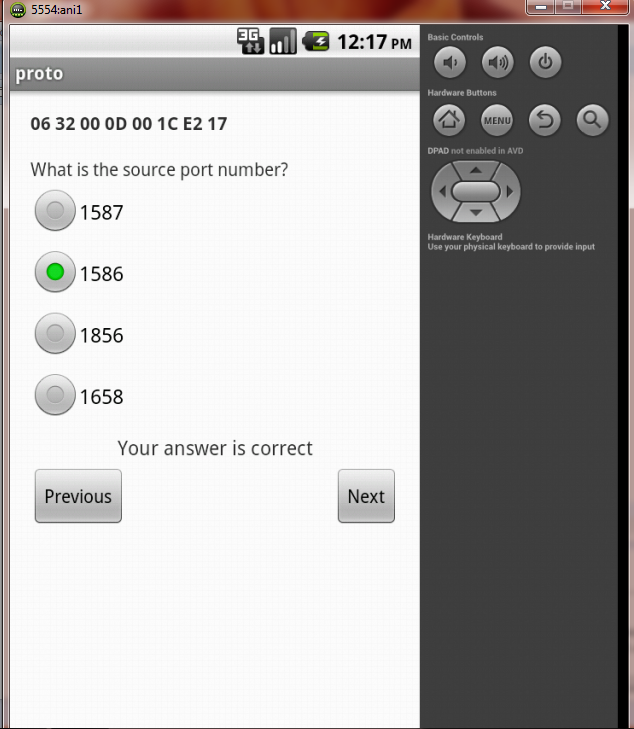 5554:ani1
3G 12:17 PM
proto
06 32 00 0D 00 1C E2 17
What is the source port number?
1587
1586
1856
1658
Your answer is correct
Previous Next
Basic Controls
Hardware Buttons
MENU
DPAD not enabled in AVD
Hardware Keyboard
Use your physical keyboard to provide input